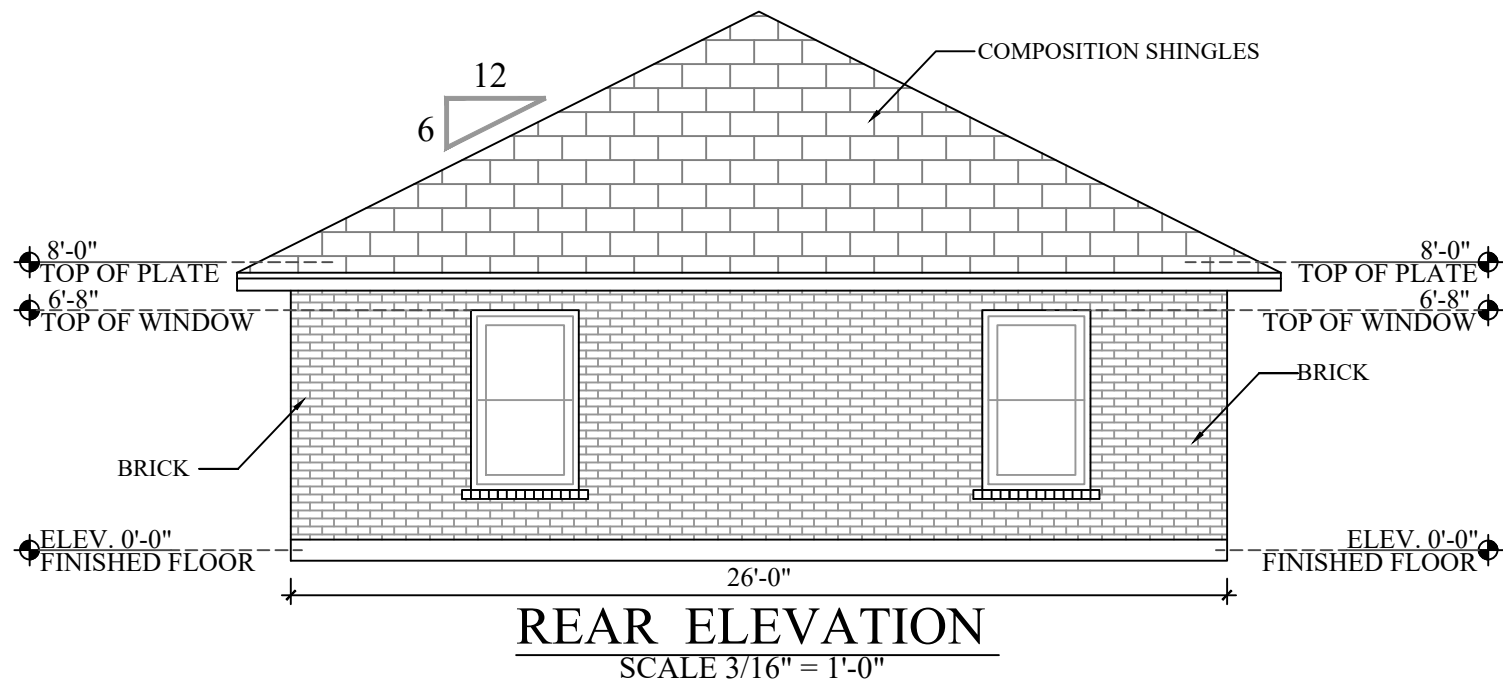 COMPOSITION SHINGLES
12
6
8'-0"
TOP OF PLATE
8'-0"
TOP OF PLATE
6'-8"
TOP OF WINDOW
6'-8"
TOP OF WINDOW
BRICK
BRICK
ELEV. 0'-0"
FINISHED FLOOR
ELEV. 0'-0"
FINISHED FLOOR
26'-0"
REAR ELEVATION
SCALE 3/16" = 1'-0"